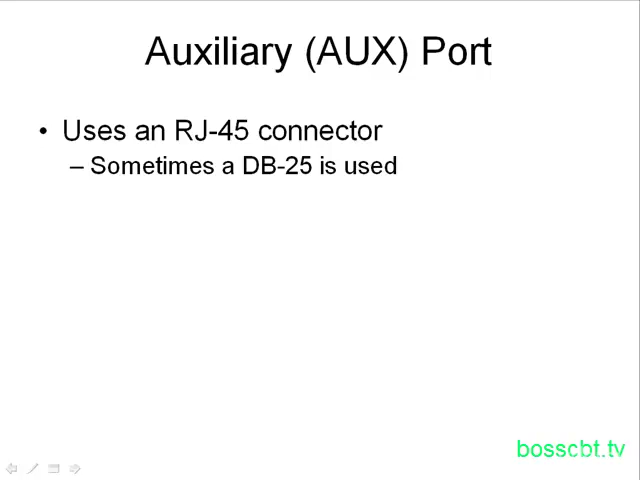 Auxiliary (AUX) Port
• Uses an RJ-45 connector
– Sometimes a DB-25 is used
bosscbt.tv